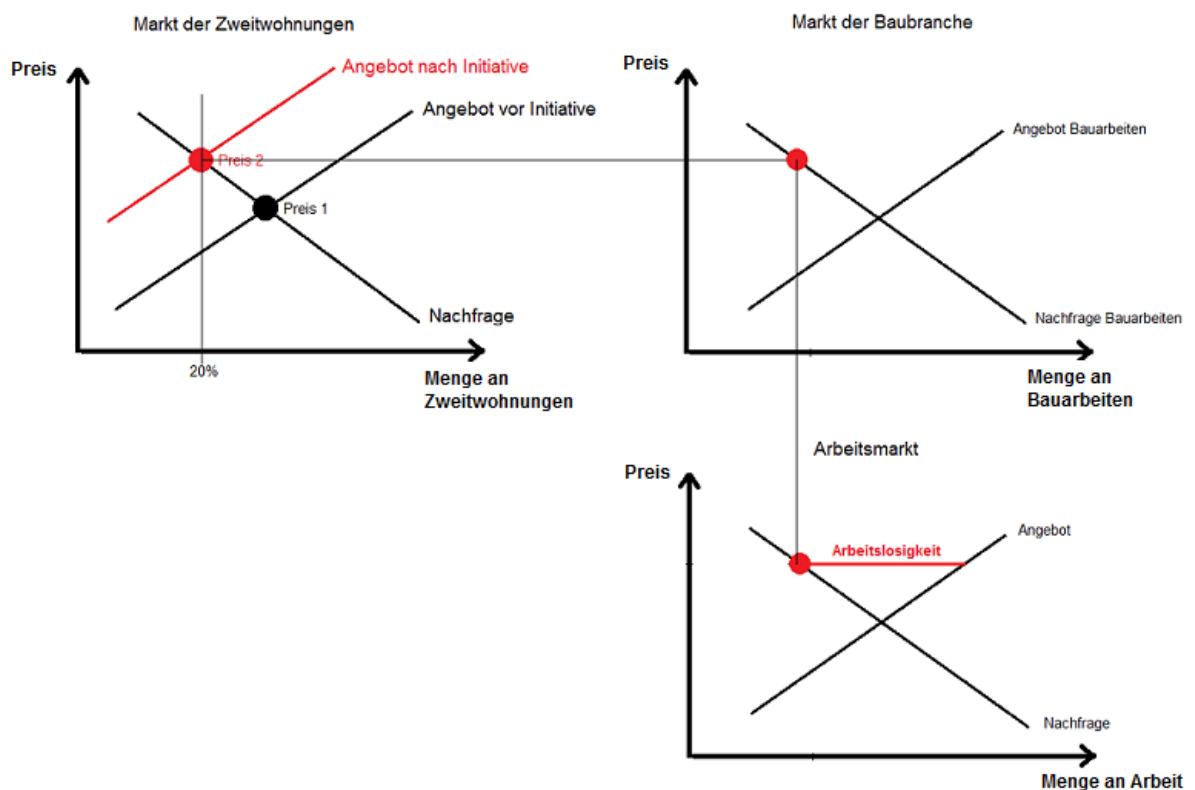 Markt der Zweitwohnungen
Preis
Angebot nach Initiative
Angebot vor Initiative
Preis 2
Preis 1
Nachfrage
20%
Menge an
Zweitwohnungen
Markt der Baubranche
Preis
Angebot Bauarbeiten
Nachfrage Bauarbeiten
Menge an
Bauarbeiten
Arbeitsmarkt
Preis
Angebot
Arbeitslosigkeit
Nachfrage
Menge an Arbeit